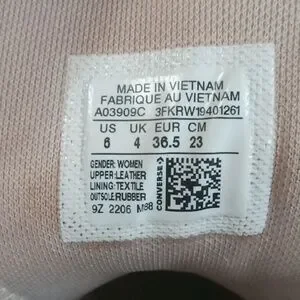 MADE IN VIETNAM
FABRIQUE AU VIETNAM
A03909C 3FKRW19401261
US UK EUR CM
6 4 36.5 23
GENDER: WOMEN
UPPER: LEATHER
LINING: TEXTILE
OUTSOLE: RUBBER
9Z 2206 M88
CONVERSE